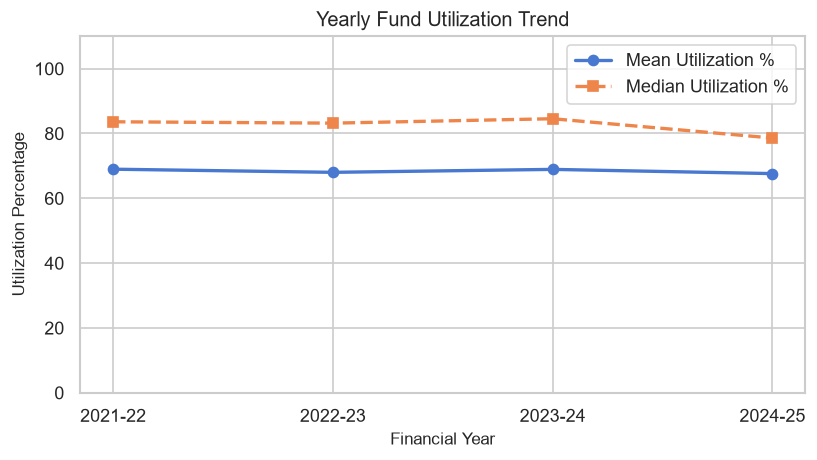 Yearly Fund Utilization Trend
Mean Utilization %
Median Utilization %
Utilization Percentage
100
80
60
40
20
0
2021-22 2022-23 2023-24 2024-25
Financial Year